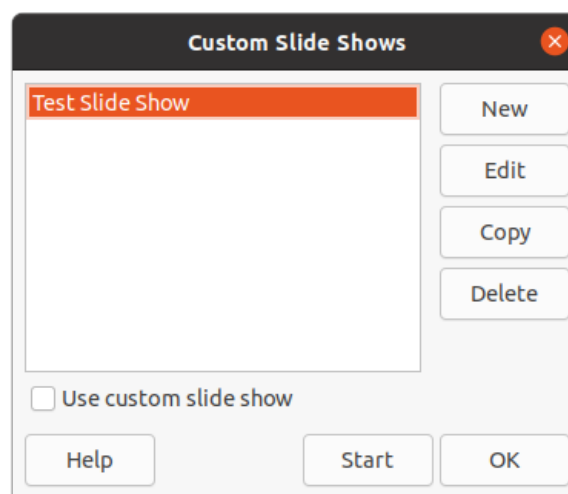 Custom Slide Shows
Test Slide Show
New
Edit
Copy
Delete
Use custom slide show
Help
Start
OK